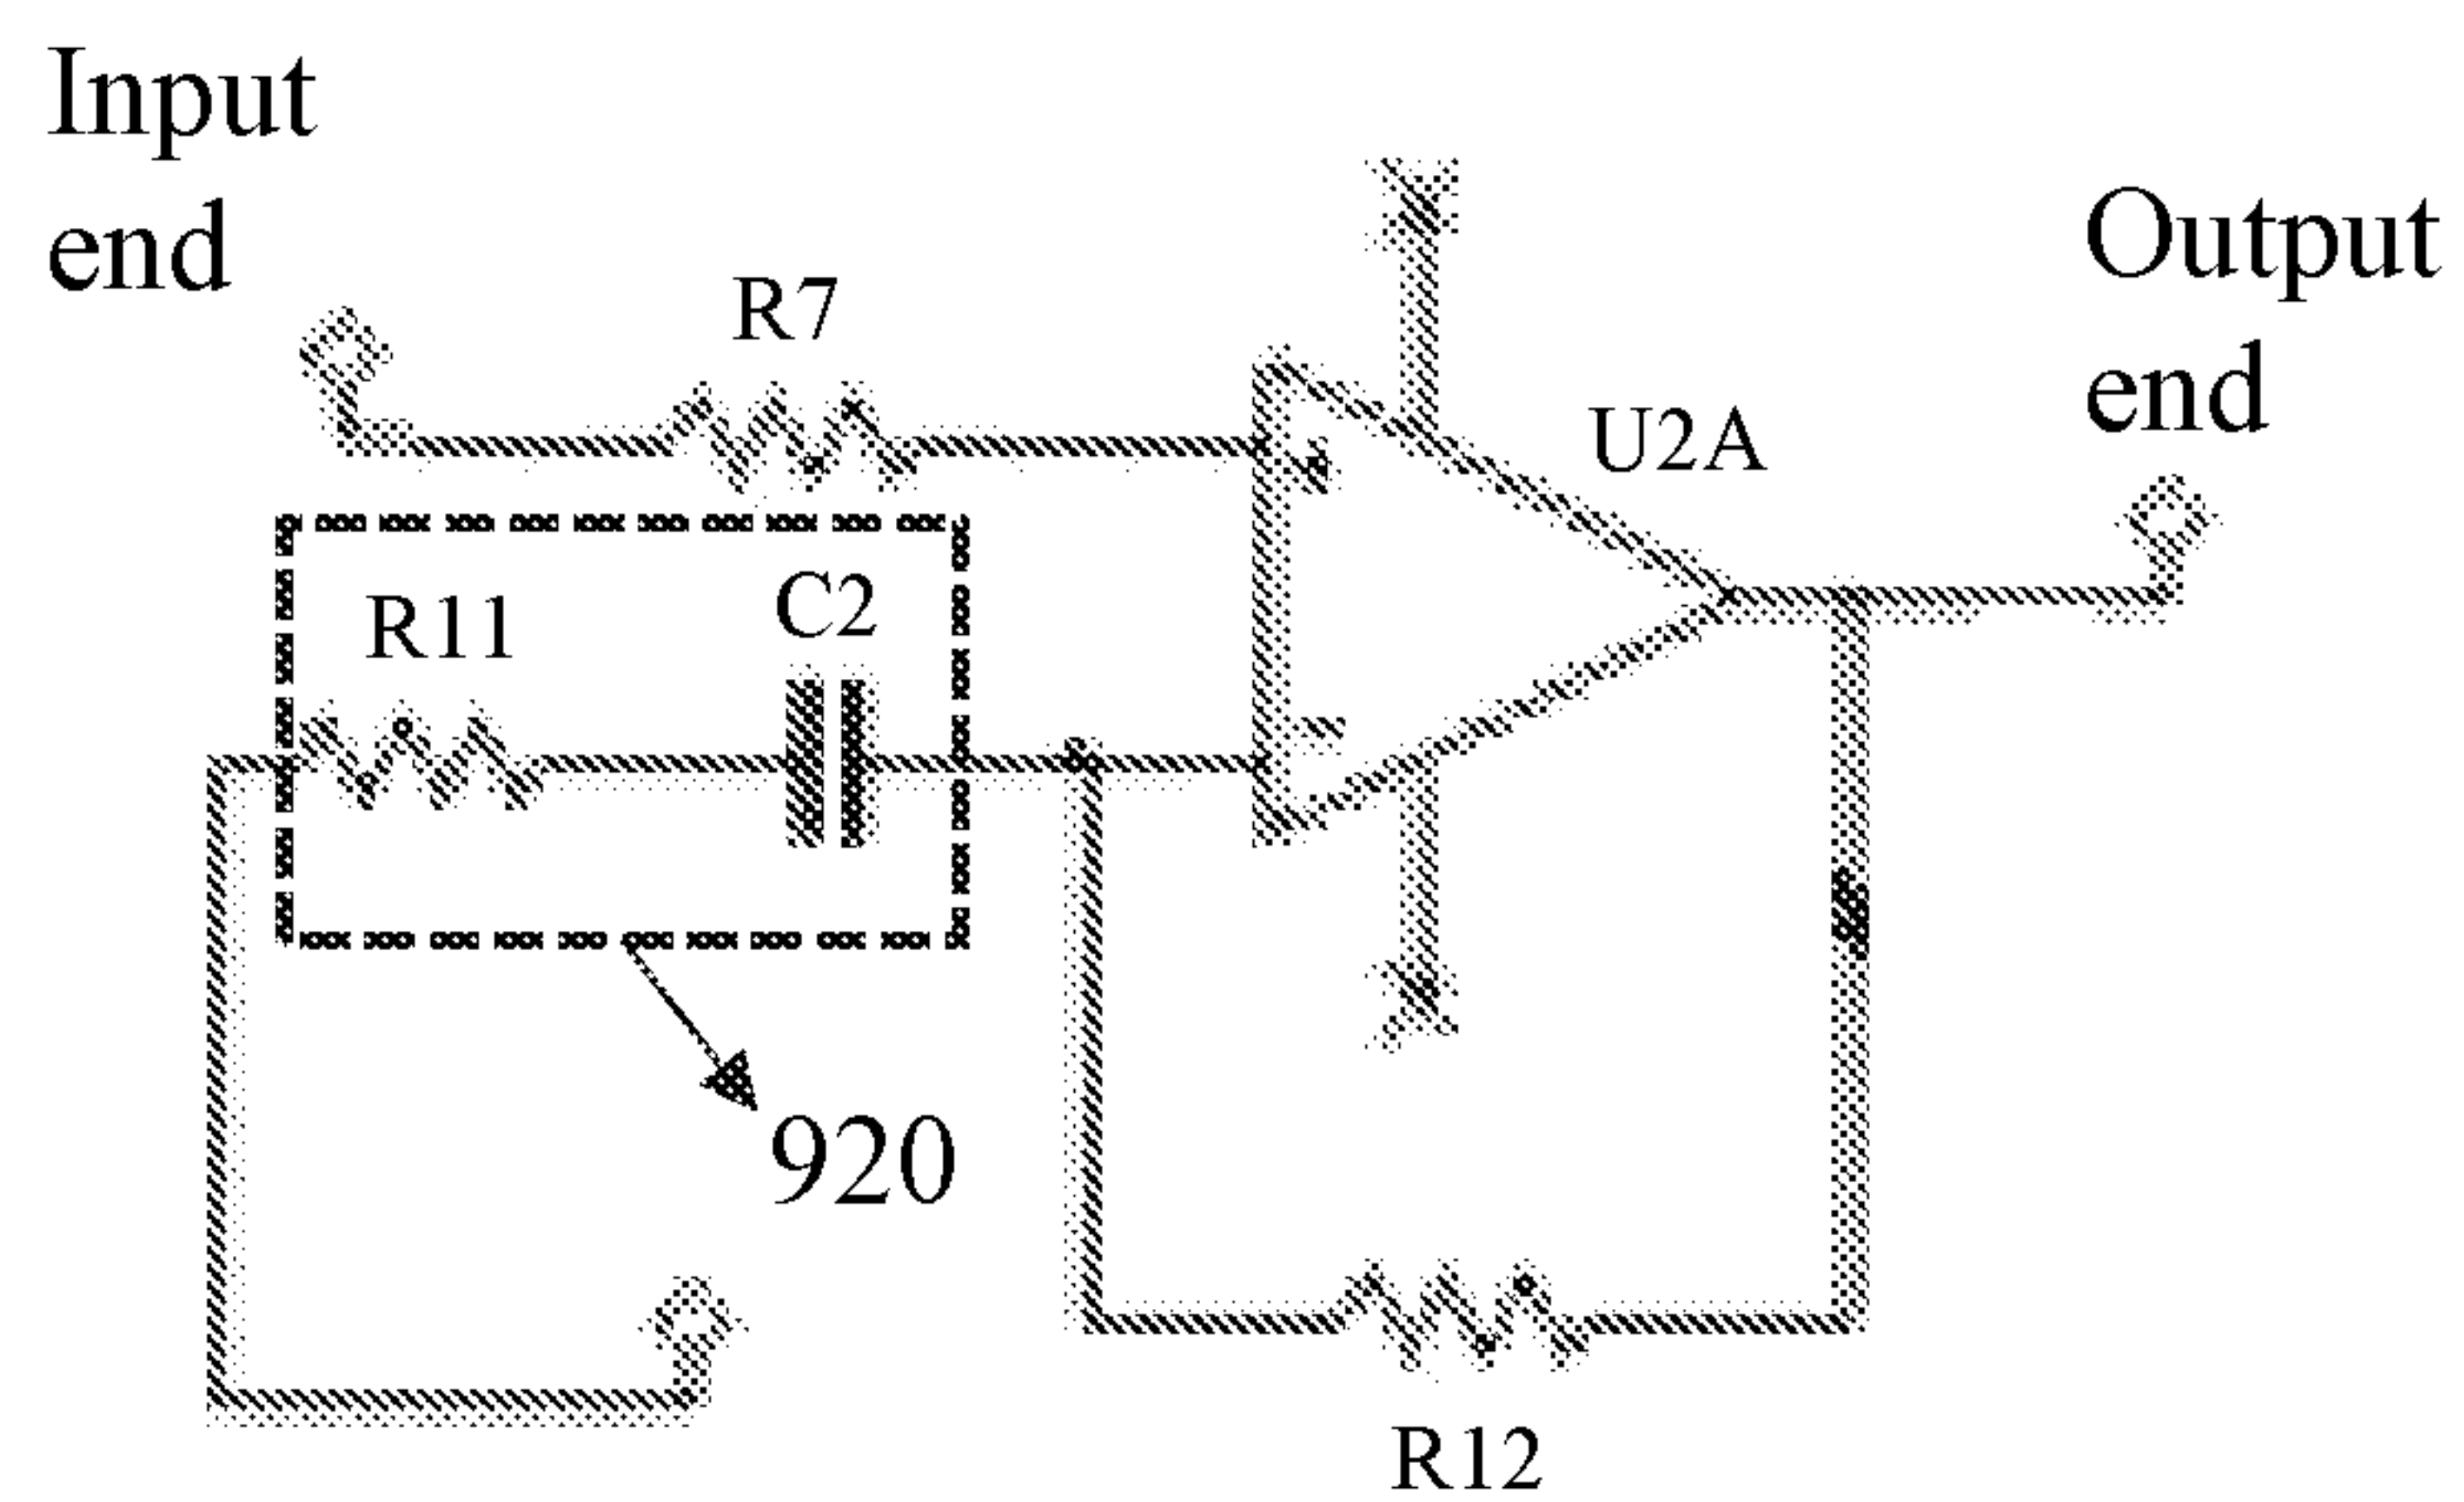 Input
end
Output
end
R7
U2A
R11
C2
920
R12